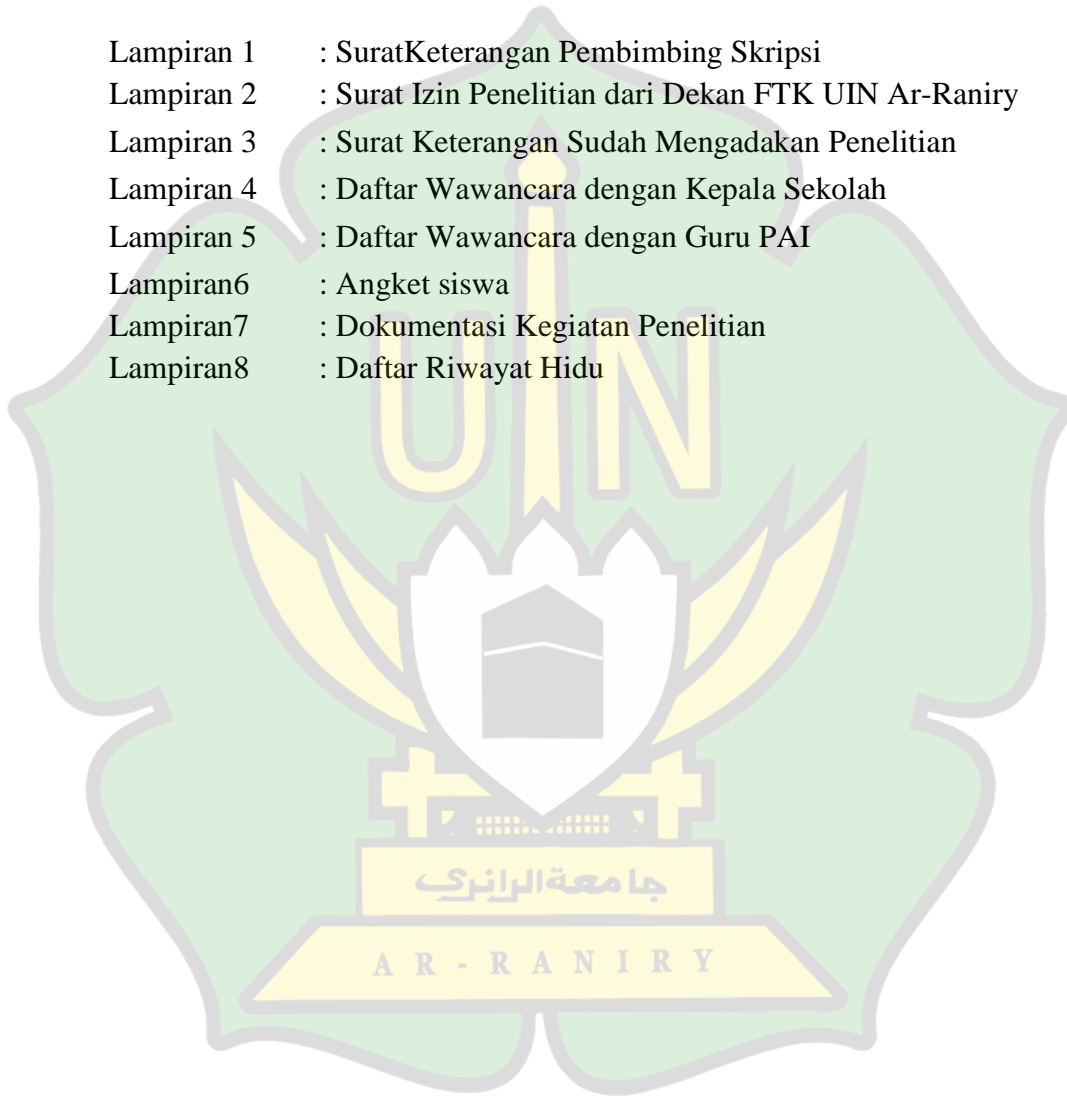 Lampiran 1 : SuratKeterangan Pembimbing Skripsi
Lampiran 2 : Surat Izin Penelitian dari Dekan FTK UIN Ar-Raniry
Lampiran 3 : Surat Keterangan Sudah Mengadakan Penelitian
Lampiran 4 : Daftar Wawancara dengan Kepala Sekolah
Lampiran 5 : Daftar Wawancara dengan Guru PAI
Lampiran6 : Angket siswa
Lampiran7 : Dokumentasi Kegiatan Penelitian
Lampiran8 : Daftar Riwayat Hidu
UIN
جامعةالرانري
AR-RANIRY